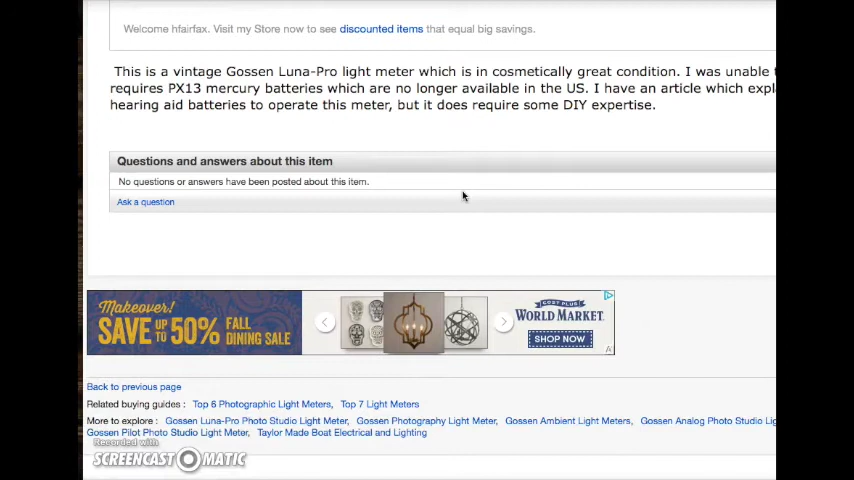 Welcome hfairfax. Visit my Store now to see discounted items that equal big savings.
This is a vintage Gossen Luna-Pro light meter which is in cosmetically great condition. I was unable
requires PX13 mercury batteries which are no longer available in the US. I have an article which expl
hearing aid batteries to operate this meter, but it does require some DIY expertise.
Questions and answers about this item
No questions or answers have been posted about this item.
Ask a question
Makeover!
SAVE UP TO 50% FALL DINING SALE
COST PLUS
WORLD MARKET.
SHOP NOW
Back to previous page
Related buying guides : Top 6 Photographic Light Meters, Top 7 Light Meters
More to explore : Gossen Luna-Pro Photo Studio Light Meter, Gossen Photography Light Meter, Gossen Ambient Light Meters, Gossen Analog Photo Studio Lig
Gossen Pilot Photo Studio Light Meter, Taylor Made Boat Electrical and Lighting
Recorded with
SCREENCAST-O-MATIC